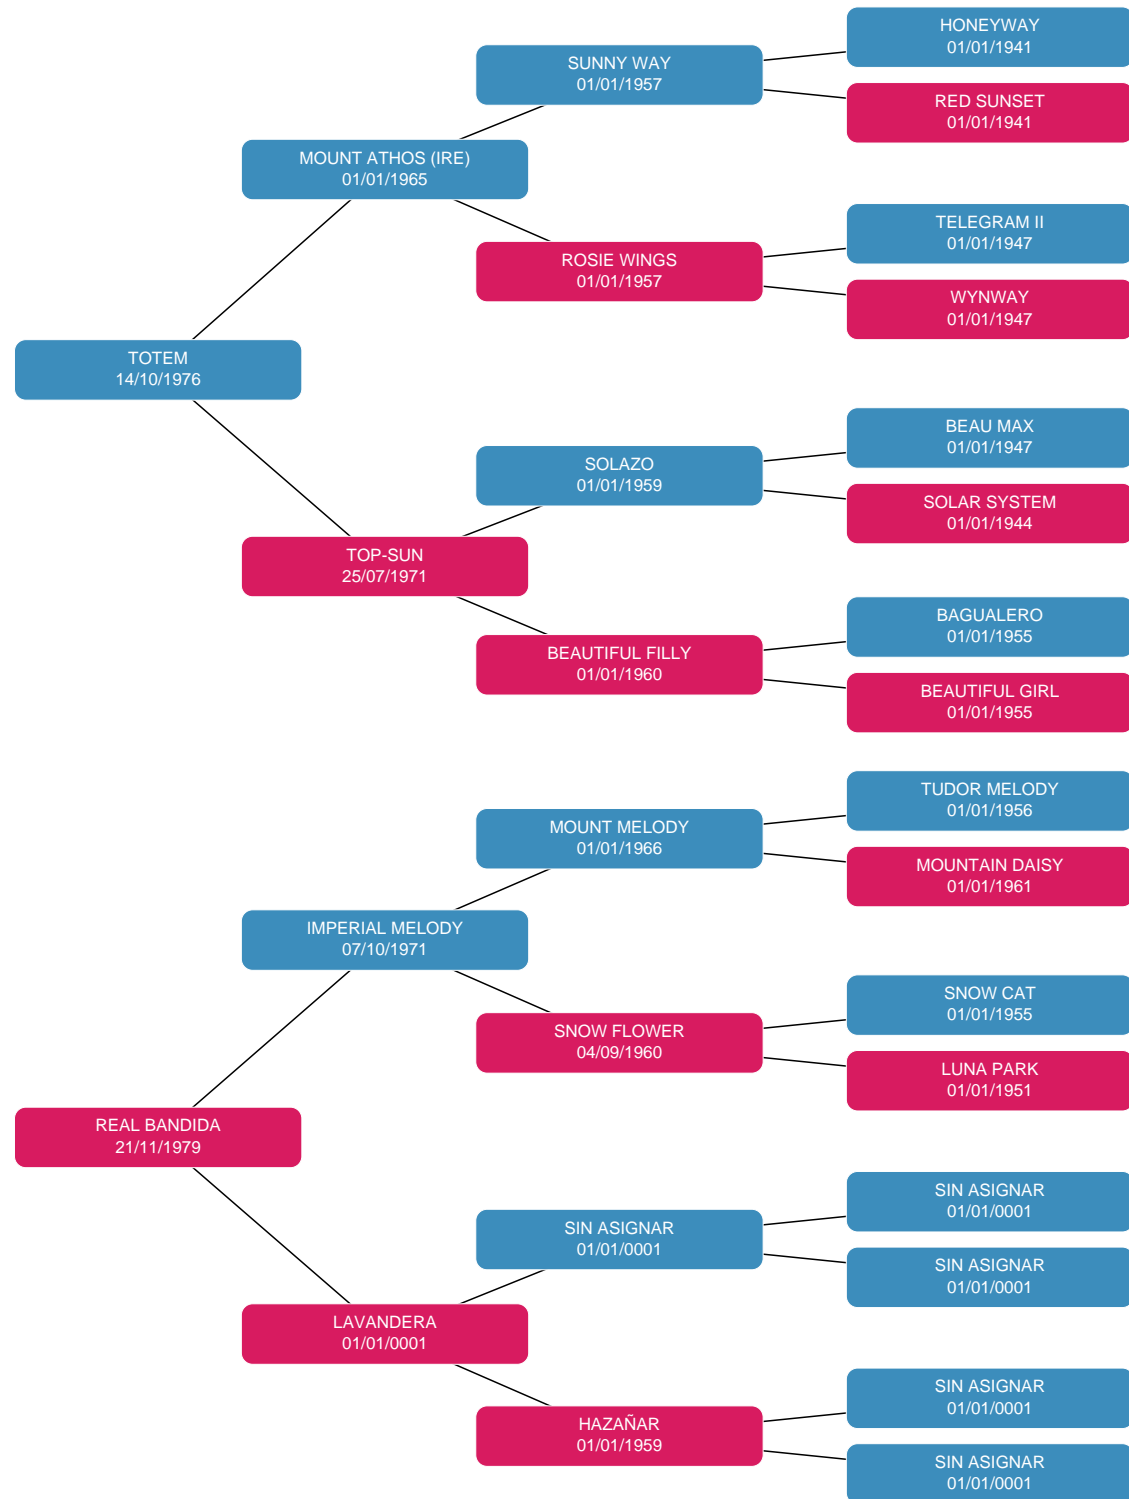 HONEYWAY
01/01/1941
SUNNY WAY
01/01/1957
RED SUNSET
01/01/1941
MOUNT ATHOS (IRE)
01/01/1965
TELEGRAM II
01/01/1947
ROSIE WINGS
01/01/1957
WYNWAY
01/01/1947
TOTEM
14/10/1976
BEAU MAX
01/01/1947
SOLAZO
01/01/1959
SOLAR SYSTEM
01/01/1944
TOP-SUN
25/07/1971
BAGUALERO
01/01/1955
BEAUTIFUL FILLY
01/01/1960
BEAUTIFUL GIRL
01/01/1955
TUDOR MELODY
01/01/1956
MOUNT MELODY
01/01/1966
MOUNTAIN DAISY
01/01/1961
IMPERIAL MELODY
07/10/1971
SNOW CAT
01/01/1955
SNOW FLOWER
04/09/1960
LUNA PARK
01/01/1951
REAL BANDIDA
21/11/1979
SIN ASIGNAR
01/01/0001
SIN ASIGNAR
01/01/0001
SIN ASIGNAR
01/01/0001
LAVANDERA
01/01/0001
SIN ASIGNAR
01/01/0001
HAZAÑAR
01/01/1959
SIN ASIGNAR
01/01/0001